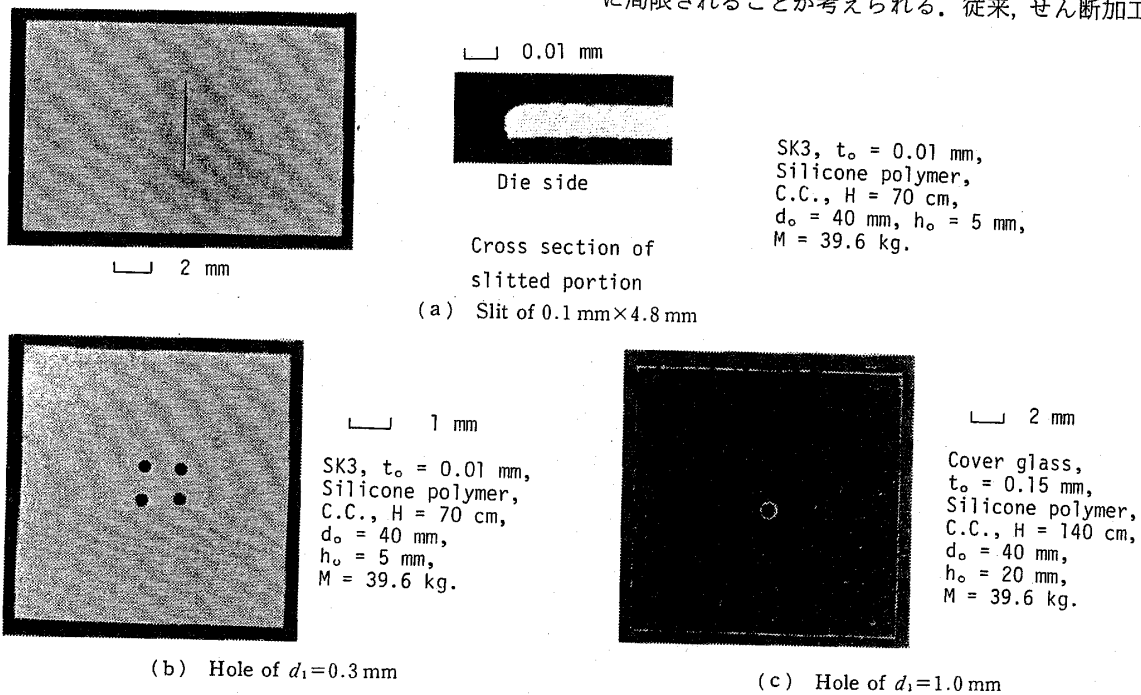 に局限されることが考えられる．従来，せん断加工
0.01 mm
Die side
Cross section of
slitted portion
SK3, t₀ = 0.01 mm,
Silicone polymer,
C.C., H = 70 cm,
d₀ = 40 mm, h₀ = 5 mm,
M = 39.6 kg.
2 mm
(a) Slit of 0.1 mm×4.8 mm
1 mm
SK3, t₀ = 0.01 mm,
Silicone polymer,
C.C., H = 70 cm,
d₀ = 40 mm,
h₀ = 5 mm,
M = 39.6 kg.
(b) Hole of d₁=0.3 mm
2 mm
Cover glass,
t₀ = 0.15 mm,
Silicone polymer,
C.C., H = 140 cm,
d₀ = 40 mm,
h₀ = 20 mm,
M = 39.6 kg.
(c) Hole of d₁=1.0 mm